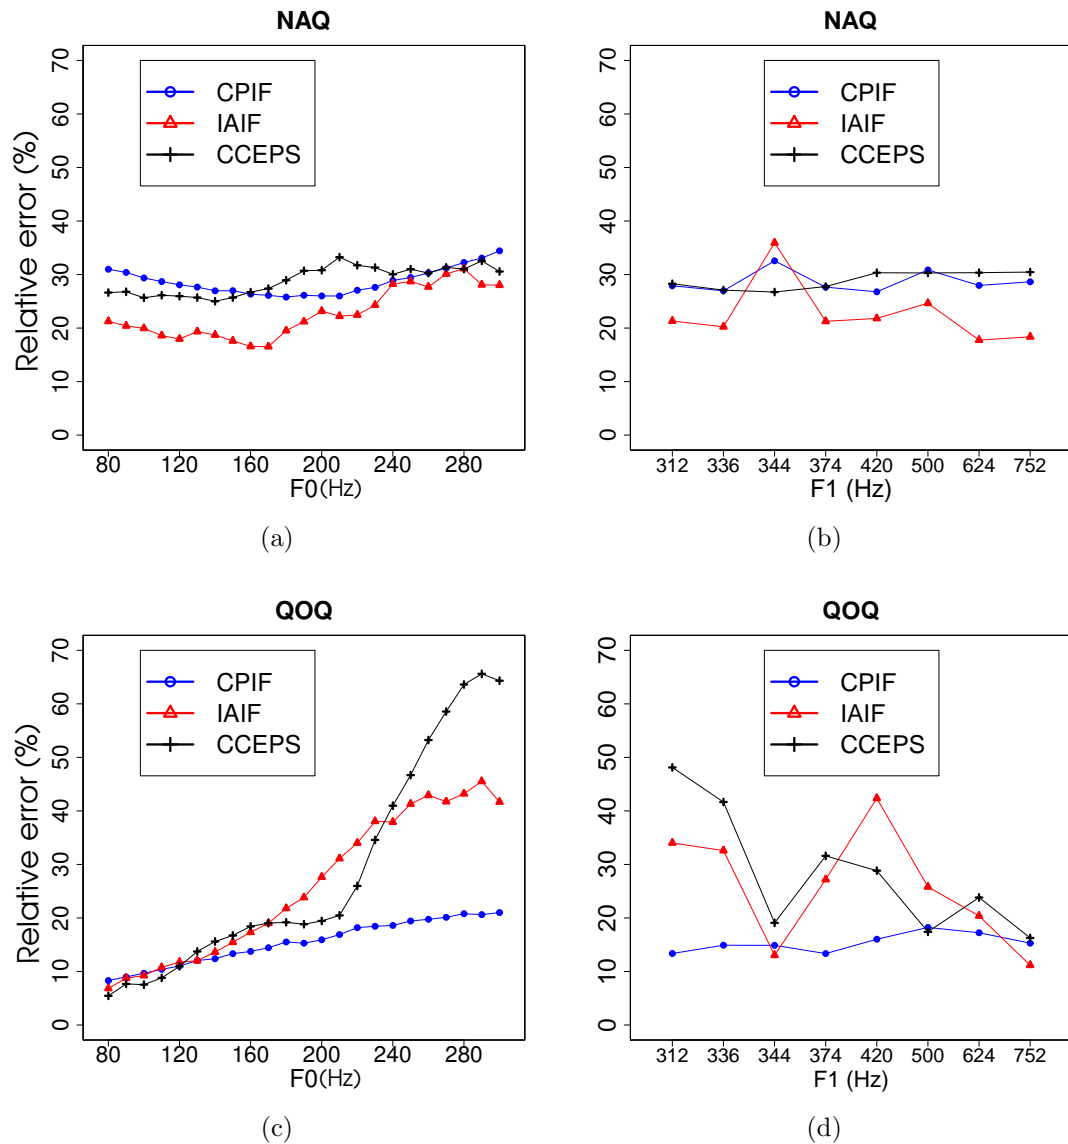 NAQ
Relative error (%)
70
60
50
40
30
20
10
0
CPIF
IAIF
CCEPS
80 120 160 200 240 280
F0(Hz)
(a)
NAQ
70
60
50
40
30
20
10
0
CPIF
IAIF
CCEPS
312 336 344 374 420 500 624 752
F1 (Hz)
(b)
QOQ
Relative error (%)
70
60
50
40
30
20
10
0
CPIF
IAIF
CCEPS
80 120 160 200 240 280
F0(Hz)
(c)
QOQ
70
60
50
40
30
20
10
0
CPIF
IAIF
CCEPS
312 336 344 374 420 500 624 752
F1 (Hz)
(d)